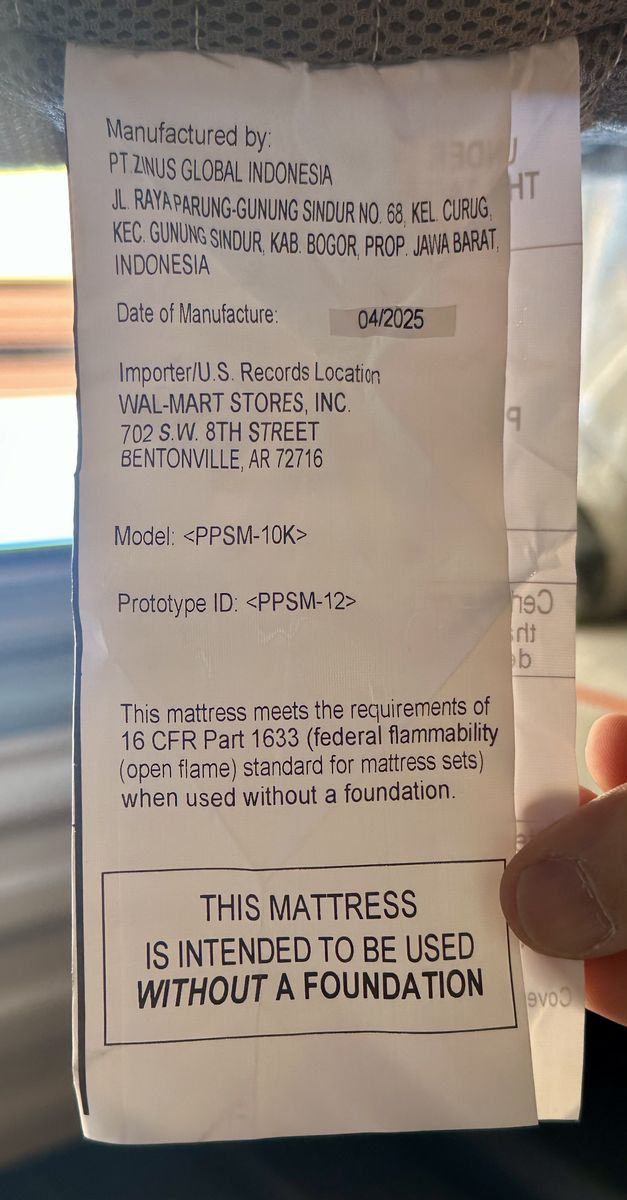 Manufactured by:
PT.ZINUS GLOBAL INDONESIA
JL. RAYA PARUNG-GUNUNG SINDUR NO. 68, KEL. CURUG,
KEC. GUNUNG SINDUR, KAB. BOGOR, PROP. JAWA BARAT,
INDONESIA
Date of Manufacture: 04/2025
Importer/U.S. Records Location
WAL-MART STORES, INC.
702 S.W. 8TH STREET
BENTONVILLE, AR 72716
Model: <PPSM-10K>
Prototype ID: <PPSM-12>
This mattress meets the requirements of
16 CFR Part 1633 (federal flammability
(open flame) standard for mattress sets)
when used without a foundation.
THIS MATTRESS
IS INTENDED TO BE USED
WITHOUT A FOUNDATION